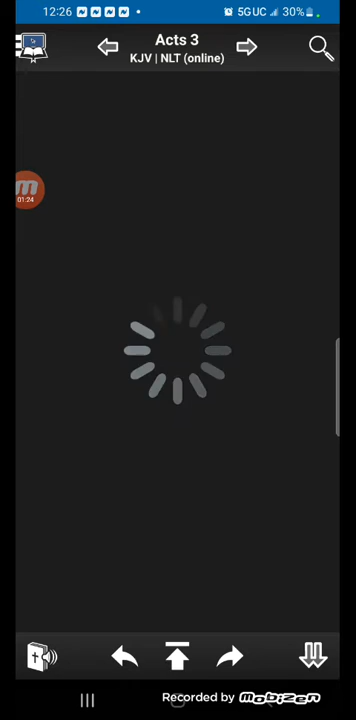 12:26 N N N N • 5GUC 30%
Acts 3
KJV | NLT (online)
m
01:24
Recorded by mobizen